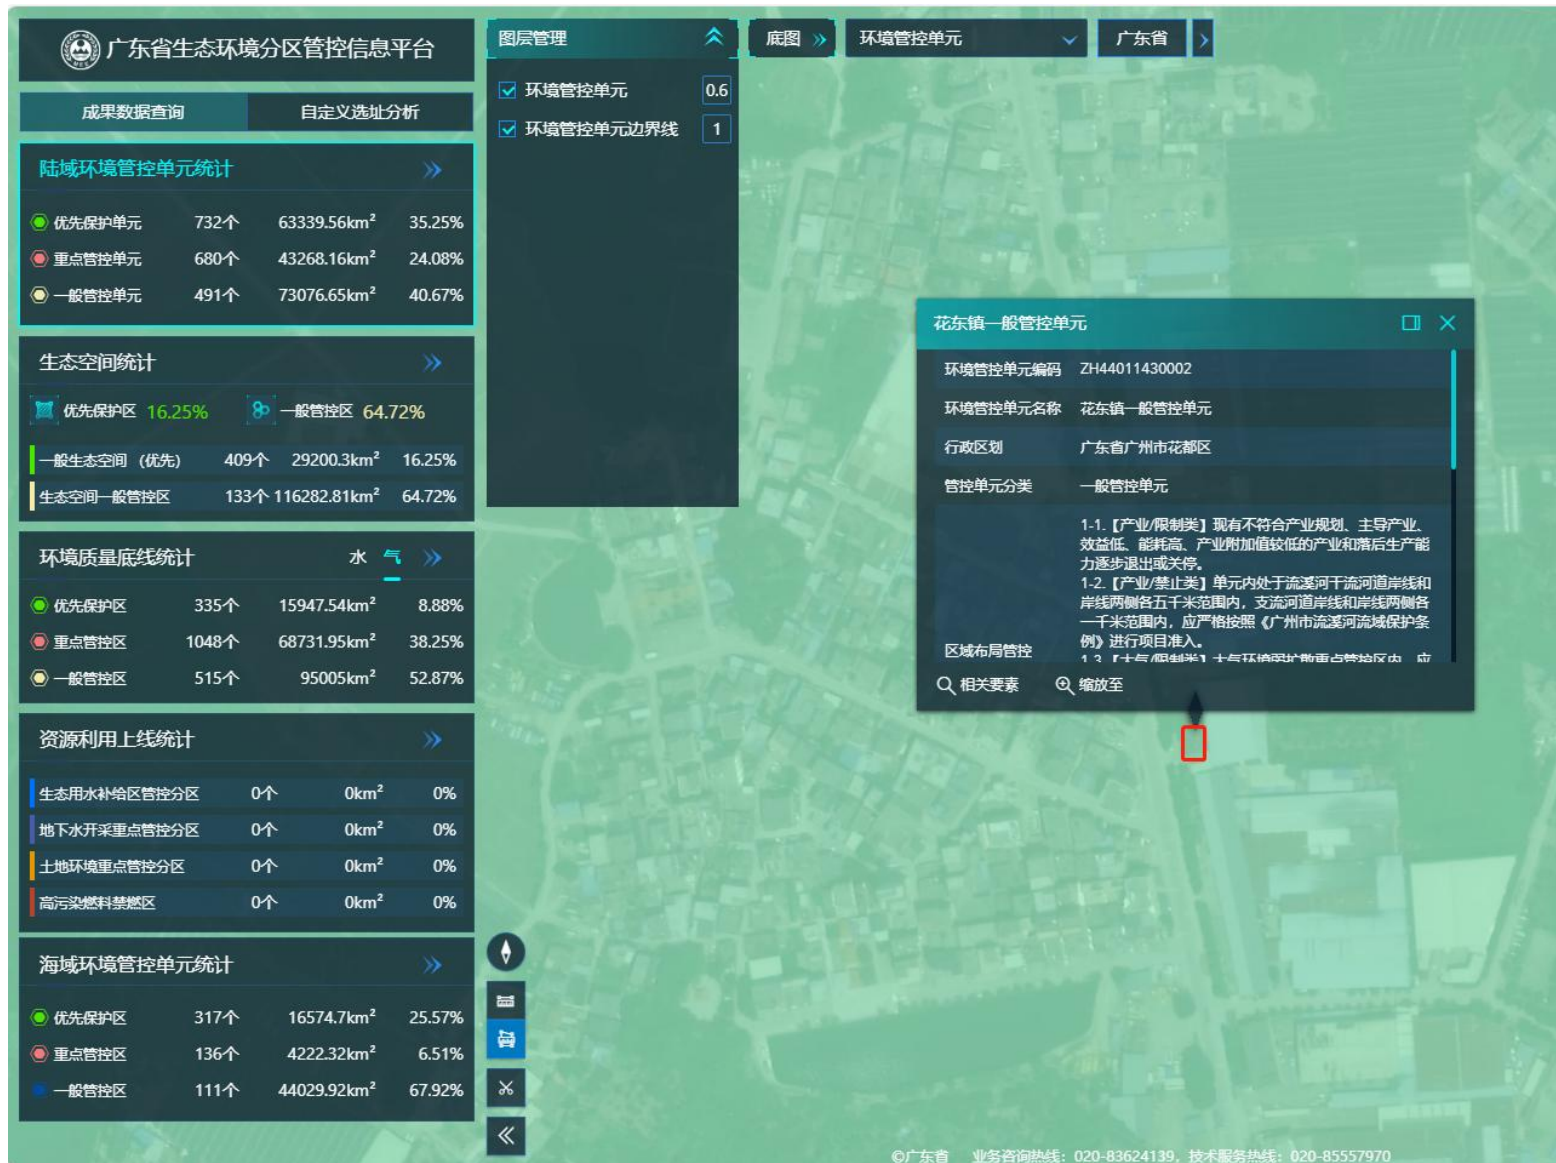 广东省生态环境分区管控信息平台
成果数据查询 自定义选址分析
陆域环境管控单元统计
优先保护单元 732个 63339.56km² 35.25%
重点管控单元 680个 43268.16km² 24.08%
一般管控单元 491个 73076.65km² 40.67%
生态空间统计
优先保护区 16.25% 一般管控区 64.72%
一般生态空间（优先） 409个 29200.3km² 16.25%
生态空间一般管控区 133个 116282.81km² 64.72%
环境质量底线统计 水 气
优先保护区 335个 15947.54km² 8.88%
重点管控区 1048个 68731.95km² 38.25%
一般管控区 515个 95005km² 52.87%
资源利用上线统计
生态用水补给区管控分区 0个 0km² 0%
地下水开采重点管控分区 0个 0km² 0%
土地环境重点管控分区 0个 0km² 0%
高污染燃料禁燃区 0个 0km² 0%
海域环境管控单元统计
优先保护区 317个 16574.7km² 25.57%
重点管控区 136个 4222.32km² 6.51%
一般管控区 111个 44029.92km² 67.92%
图层管理
环境管控单元 0.6
环境管控单元边界线 1
底图 环境管控单元 广东省
花东镇一般管控单元
环境管控单元编码 ZH44011430002
环境管控单元名称 花东镇一般管控单元
行政区划 广东省广州市花都区
管控单元分类 一般管控单元
区域布局管控
1-1.【产业/限制类】现有不符合产业规划、主导产业、
效益低、能耗高、产业附加值较低的产业和落后生产能
力逐步退出或关停。
1-2.【产业/禁止类】单元内处于流溪河干流河道岸线和
岸线两侧各五千米范围内，支流河道岸线和岸线两侧各
一千米范围内，应严格按照《广州市流溪河流域保护条
例》进行项目准入。
1-3.【大气/限制类】大气环境弱扩散重点管控区内，应
相关要素 缩放至
©广东省 业务咨询热线：020-83624139，技术服务热线：020-85557970